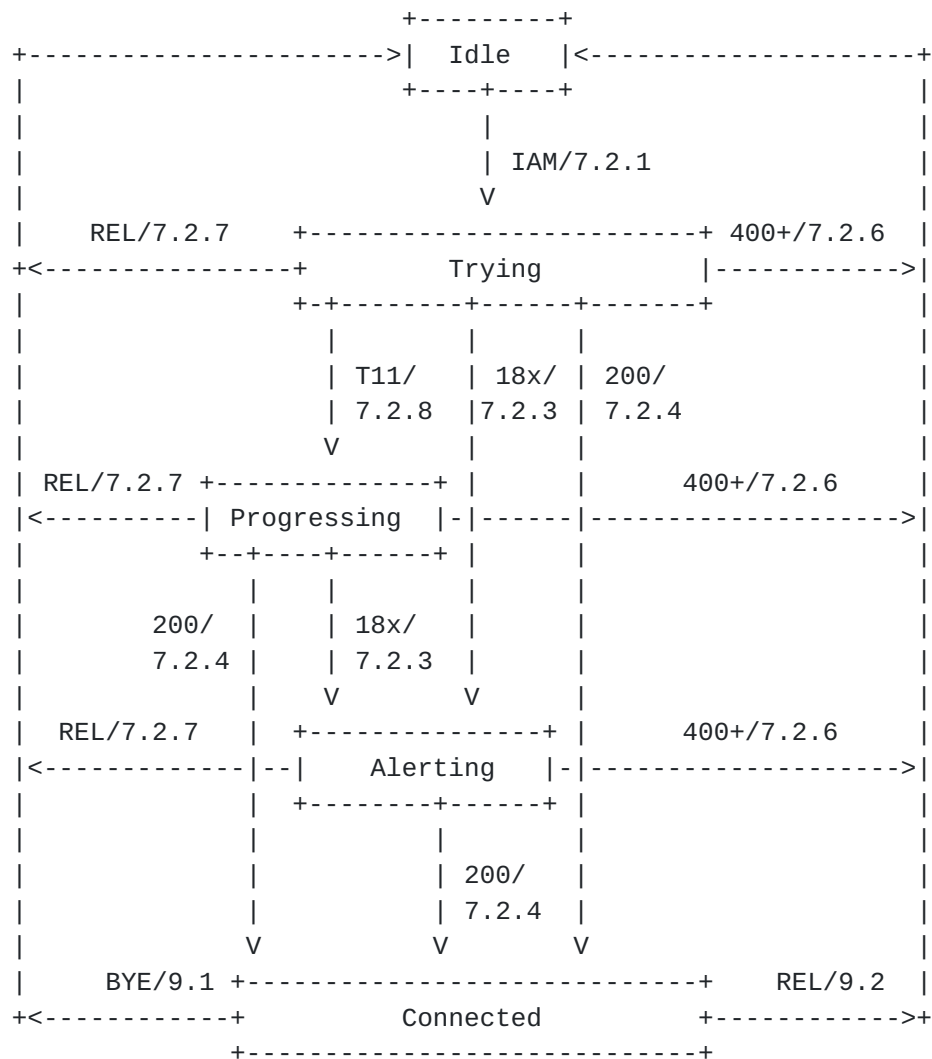 Idle
IAM/7.2.1
REL/7.2.7 400+/7.2.6
Trying
T11/ 18x/ 200/
7.2.8 7.2.3 7.2.4
V
REL/7.2.7 400+/7.2.6
Progressing
200/ 18x/
7.2.4 7.2.3
V V
REL/7.2.7 400+/7.2.6
Alerting
200/
7.2.4
V V V
BYE/9.1 REL/9.2
Connected